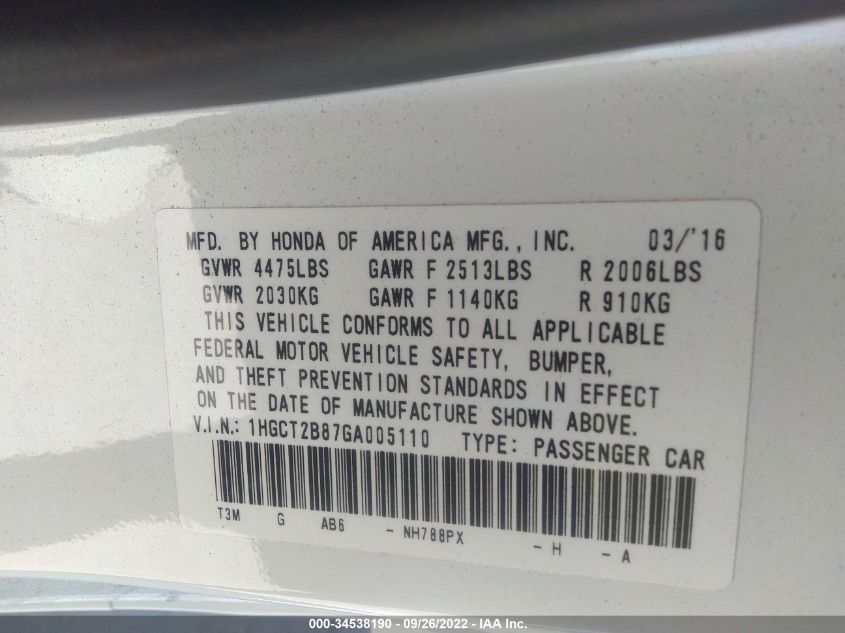 MFD. BY HONDA OF AMERICA MFG., INC. 03/'16
GVWR 4475LBS GAWR F 2513LBS R 2006LBS
GVWR 2030KG GAWR F 1140KG R 910KG
THIS VEHICLE CONFORMS TO ALL APPLICABLE
FEDERAL MOTOR VEHICLE SAFETY, BUMPER,
AND THEFT PREVENTION STANDARDS IN EFFECT
ON THE DATE OF MANUFACTURE SHOWN ABOVE.
V.I.N.: 1HGCT2B87GA005110 TYPE: PASSENGER CAR
T3M G AB6 - NH788PX - H - A
000-34538190 - 09/26/2022 - IAA Inc.